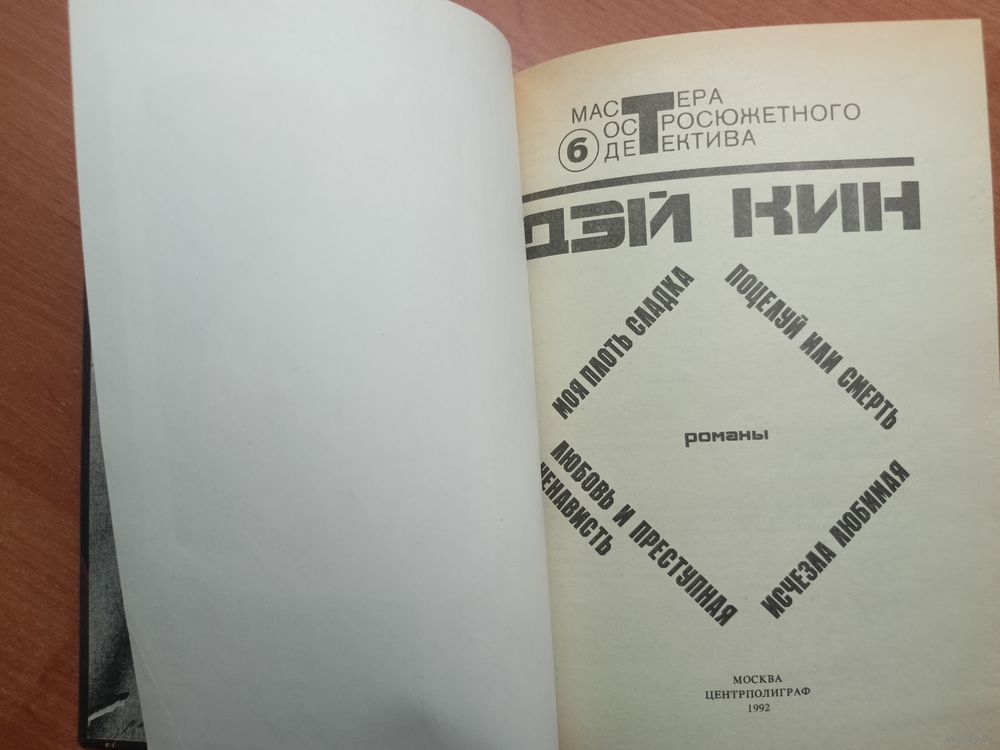 МАСТЕРА
ОСТРОСЮЖЕТНОГО
6 ДЕТЕКТИВА
ДЭЙ КИН
МОЯ ПЛОТЬ СЛАДКА
ПОЦЕЛУЙ ИЛИ СМЕРТЬ
романы
ЛЮБОВЬ И ПРЕСТУПНАЯ
НЕНАВИСТЬ
ИСЧЕЗЛА ЛЮБИМАЯ
МОСКВА
ЦЕНТРПОЛИГРАФ
1992